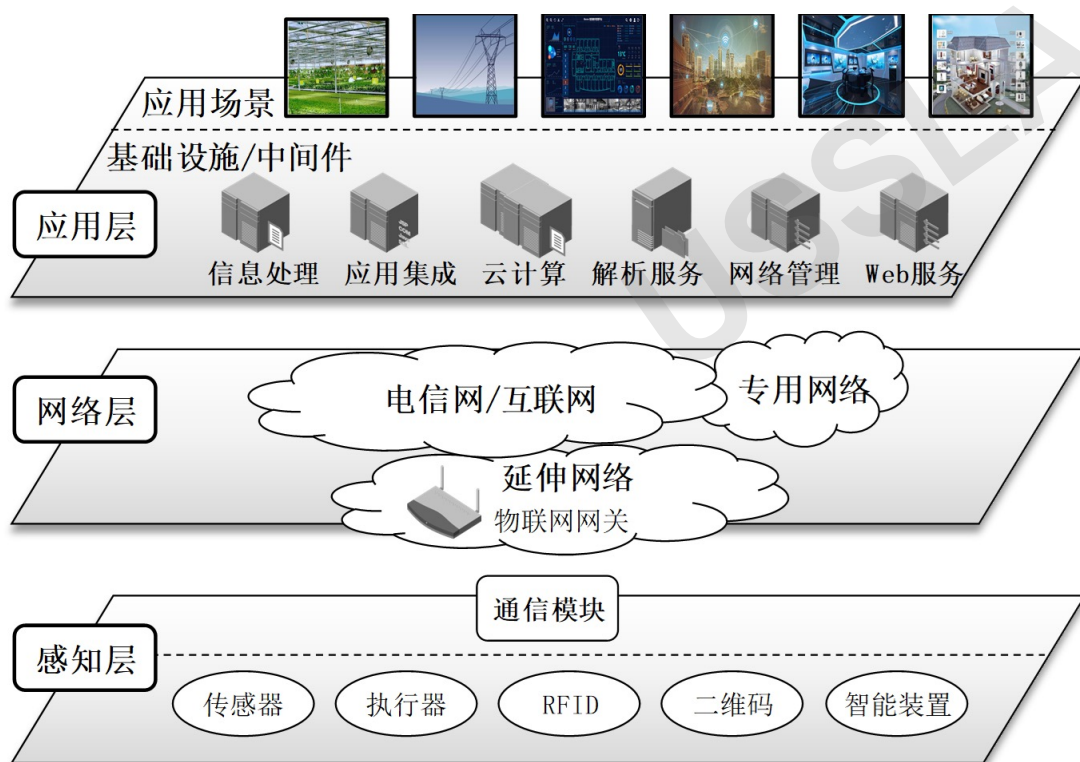 应用场景
基础设施/中间件
应用层
信息处理 应用集成 云计算 解析服务 网络管理 Web服务
USSLA
网络层
电信网/互联网
专用网络
延伸网络
物联网网关
通信模块
感知层
传感器 执行器 RFID 二维码 智能装置